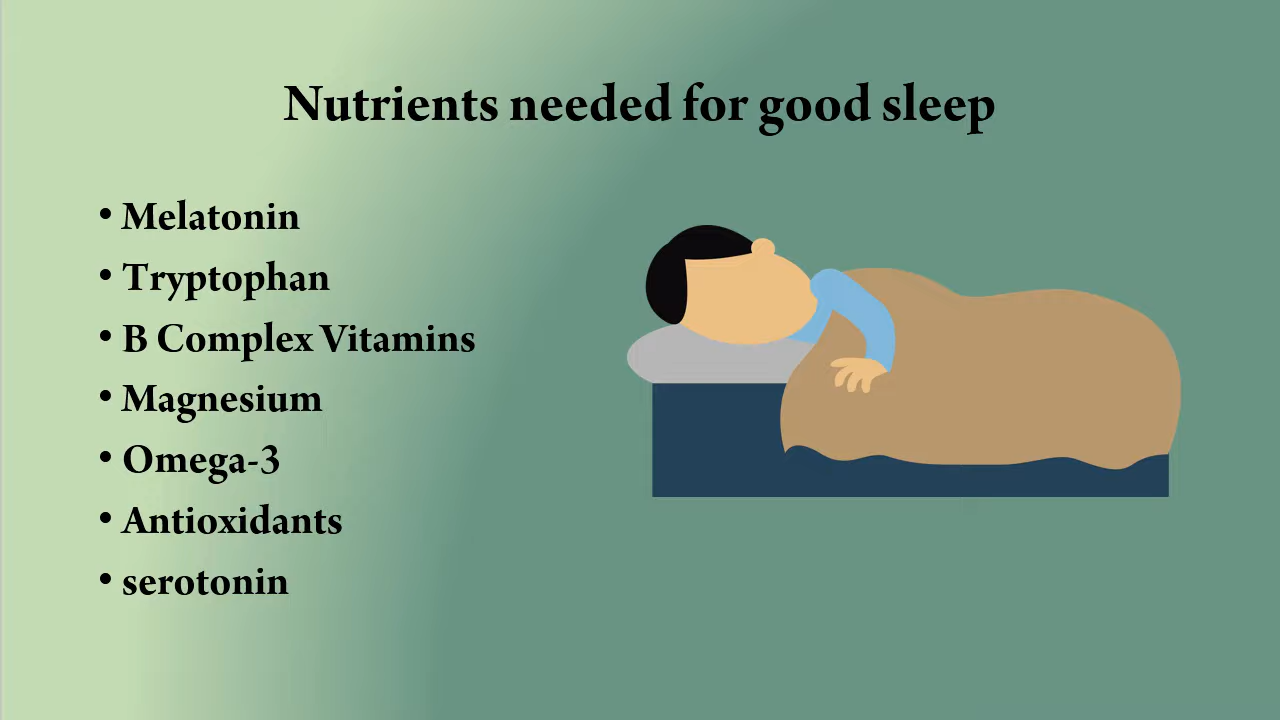 Nutrients needed for good sleep
• Melatonin
• Tryptophan
• B Complex Vitamins
• Magnesium
• Omega-3
• Antioxidants
• serotonin